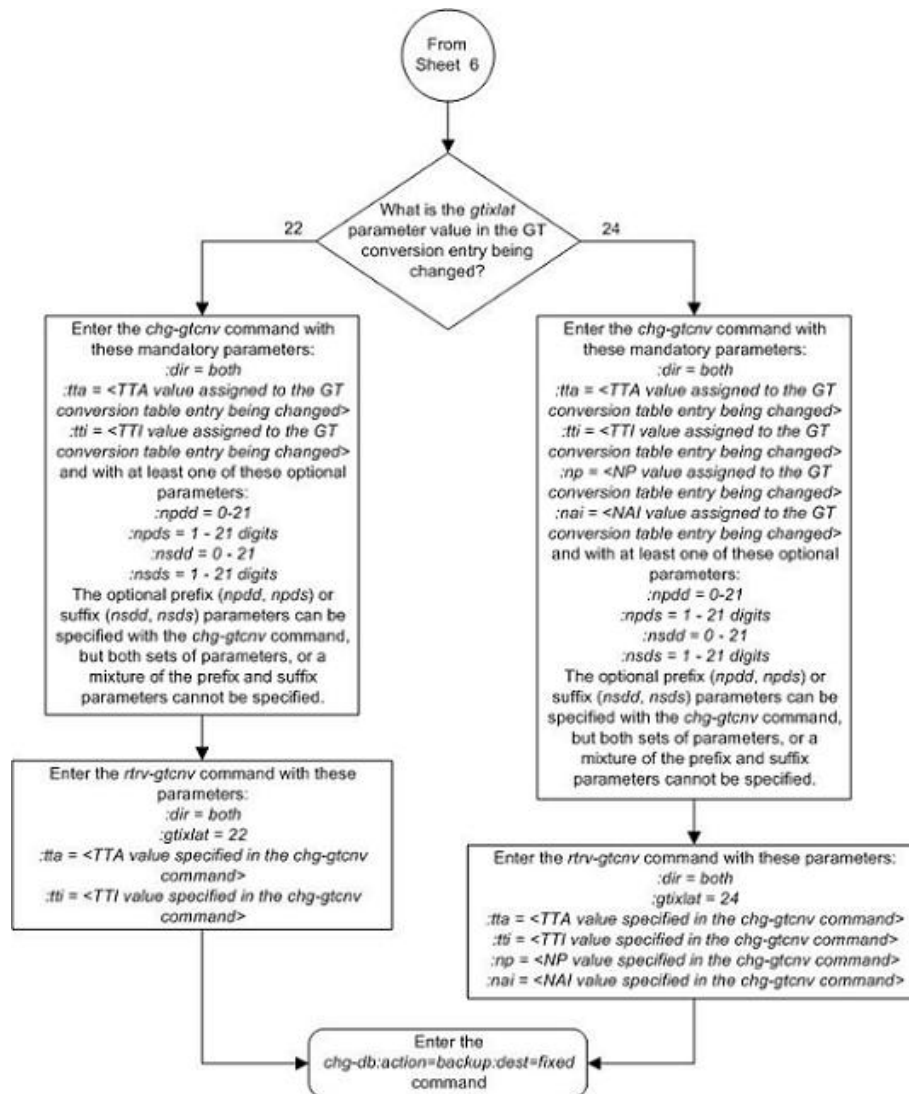 From
Sheet 6
What is the gtixlat
parameter value in the GT
conversion entry being
changed?
22
24
Enter the chg-gtcnv command with
these mandatory parameters:
:dir = both
:tta = <TTA value assigned to the GT
conversion table entry being changed>
:tti = <TTI value assigned to the GT
conversion table entry being changed>
and with at least one of these optional
parameters:
:npdd = 0-21
:npds = 1 - 21 digits
:nsdd = 0 - 21
:nsds = 1 - 21 digits
The optional prefix (npdd, npds) or
suffix (nsdd, nsds) parameters can be
specified with the chg-gtcnv command,
but both sets of parameters, or a
mixture of the prefix and suffix
parameters cannot be specified.
Enter the rtrv-gtcnv command with these
parameters:
:dir = both
:gtixlat = 22
:tta = <TTA value specified in the chg-gtcnv
command>
:tti = <TTI value specified in the chg-gtcnv
command>
Enter the chg-gtcnv command with
these mandatory parameters:
:dir = both
:tta = <TTA value assigned to the GT
conversion table entry being changed>
:tti = <TTI value assigned to the GT
conversion table entry being changed>
:np = <NP value assigned to the GT
conversion table entry being changed>
:nai = <NAI value assigned to the GT
conversion table entry being changed>
and with at least one of these optional
parameters:
:npdd = 0-21
:npds = 1 - 21 digits
:nsdd = 0 - 21
:nsds = 1 - 21 digits
The optional prefix (npdd, npds) or
suffix (nsdd, nsds) parameters can be
specified with the chg-gtcnv command,
but both sets of parameters, or a
mixture of the prefix and suffix
parameters cannot be specified.
Enter the rtrv-gtcnv command with these parameters:
:dir = both
:gtixlat = 24
:tta = <TTA value specified in the chg-gtcnv command>
:tti = <TTI value specified in the chg-gtcnv command>
:np = <NP value specified in the chg-gtcnv command>
:nai = <NAI value specified in the chg-gtcnv command>
Enter the
chg-db:action=backup:dest=fixed
command